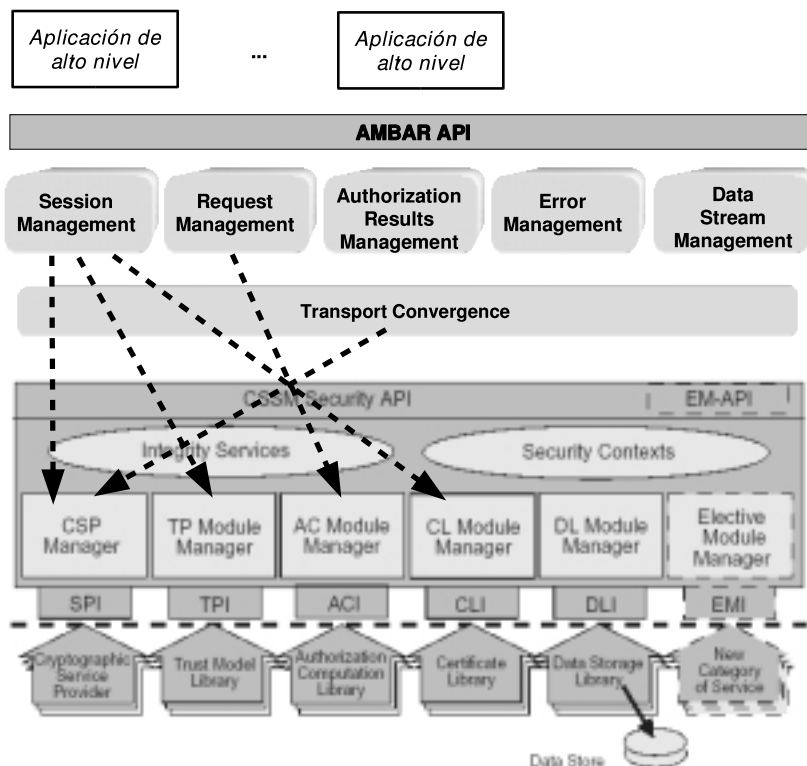 Aplicación de
alto nivel
...
Aplicación de
alto nivel
AMBAR API
Session
Management
Request
Management
Authorization
Results
Management
Error
Management
Data
Stream
Management
Transport Convergence
CSSM Security API
EM-API
Integrity Services
Security Contexts
CSP
Manager
TP Module
Manager
AC Module
Manager
CL Module
Manager
DL Module
Manager
Elective
Module
Manager
SPI
TPI
ACI
CLI
DLI
EMI
Cryptographic
Service
Provider
Trust Model
Library
Authorization
Computation
Library
Certificate
Library
Data Storage
Library
New
Category
of Service
Data Store